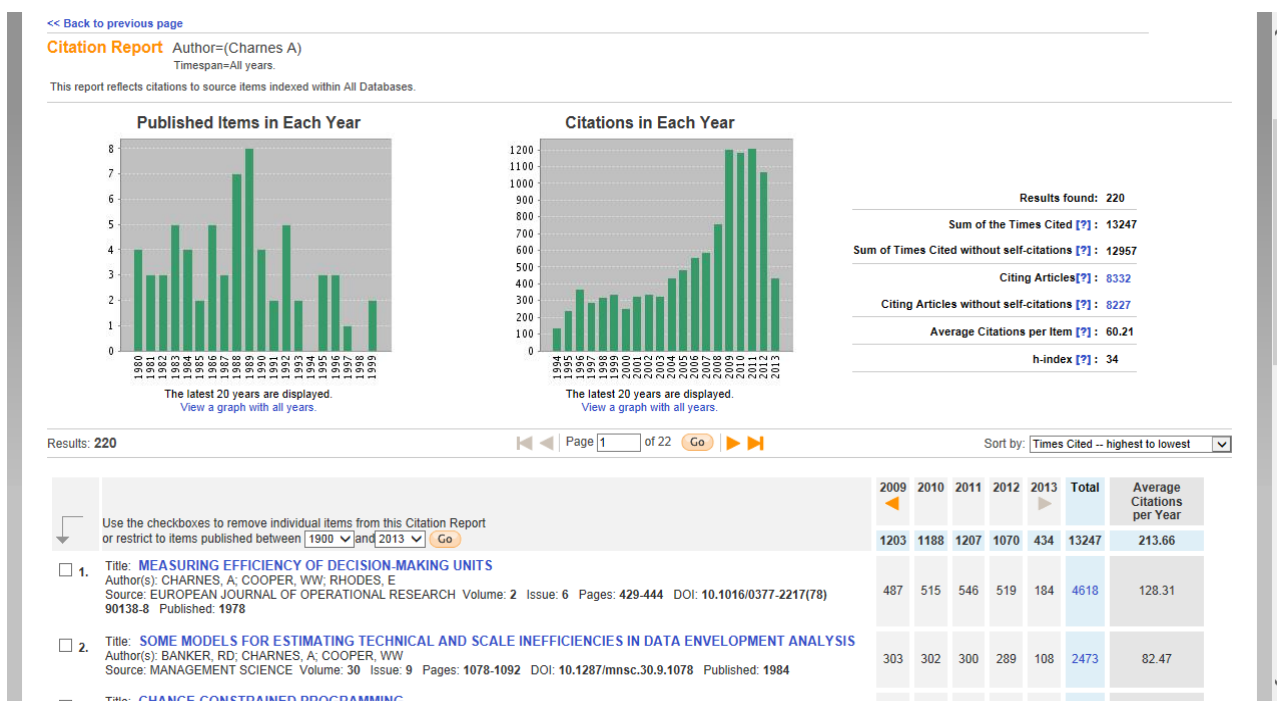 << Back to previous page
Citation Report Author=(Charnes A)
Timespan=All years.
This report reflects citations to source items indexed within All Databases.
Published Items in Each Year
8
7
6
5
4
3
2
1
0
1980
1981
1982
1983
1984
1985
1986
1987
1988
1989
1990
1991
1992
1993
1994
1995
1996
1997
1998
1999
The latest 20 years are displayed.
View a graph with all years.
Citations in Each Year
1200
1100
1000
900
800
700
600
500
400
300
200
100
0
1994
1995
1996
1997
1998
1999
2000
2001
2002
2003
2004
2005
2006
2007
2008
2009
2010
2011
2012
2013
The latest 20 years are displayed.
View a graph with all years.
Results found: 220
Sum of the Times Cited [?] : 13247
Sum of Times Cited without self-citations [?] : 12957
Citing Articles[?] : 8332
Citing Articles without self-citations [?] : 8227
Average Citations per Item [?] : 60.21
h-index [?] : 34
Results: 220
Page 1 of 22 Go
Sort by: Times Cited -- highest to lowest
2009 2010 2011 2012 2013 Total Average
Citations
per Year
Use the checkboxes to remove individual items from this Citation Report
or restrict to items published between 1900 and 2013 Go
1203 1188 1207 1070 434 13247 213.66
1. Title: MEASURING EFFICIENCY OF DECISION-MAKING UNITS
Author(s): CHARNES, A; COOPER, WW; RHODES, E
Source: EUROPEAN JOURNAL OF OPERATIONAL RESEARCH Volume: 2 Issue: 6 Pages: 429-444 DOI: 10.1016/0377-2217(78)
90138-8 Published: 1978
487 515 546 519 184 4618 128.31
2. Title: SOME MODELS FOR ESTIMATING TECHNICAL AND SCALE INEFFICIENCIES IN DATA ENVELOPMENT ANALYSIS
Author(s): BANKER, RD; CHARNES, A; COOPER, WW
Source: MANAGEMENT SCIENCE Volume: 30 Issue: 9 Pages: 1078-1092 DOI: 10.1287/mnsc.30.9.1078 Published: 1984
303 302 300 289 108 2473 82.47
Title: CHANCE CONSTRAINED PROGRAMMING